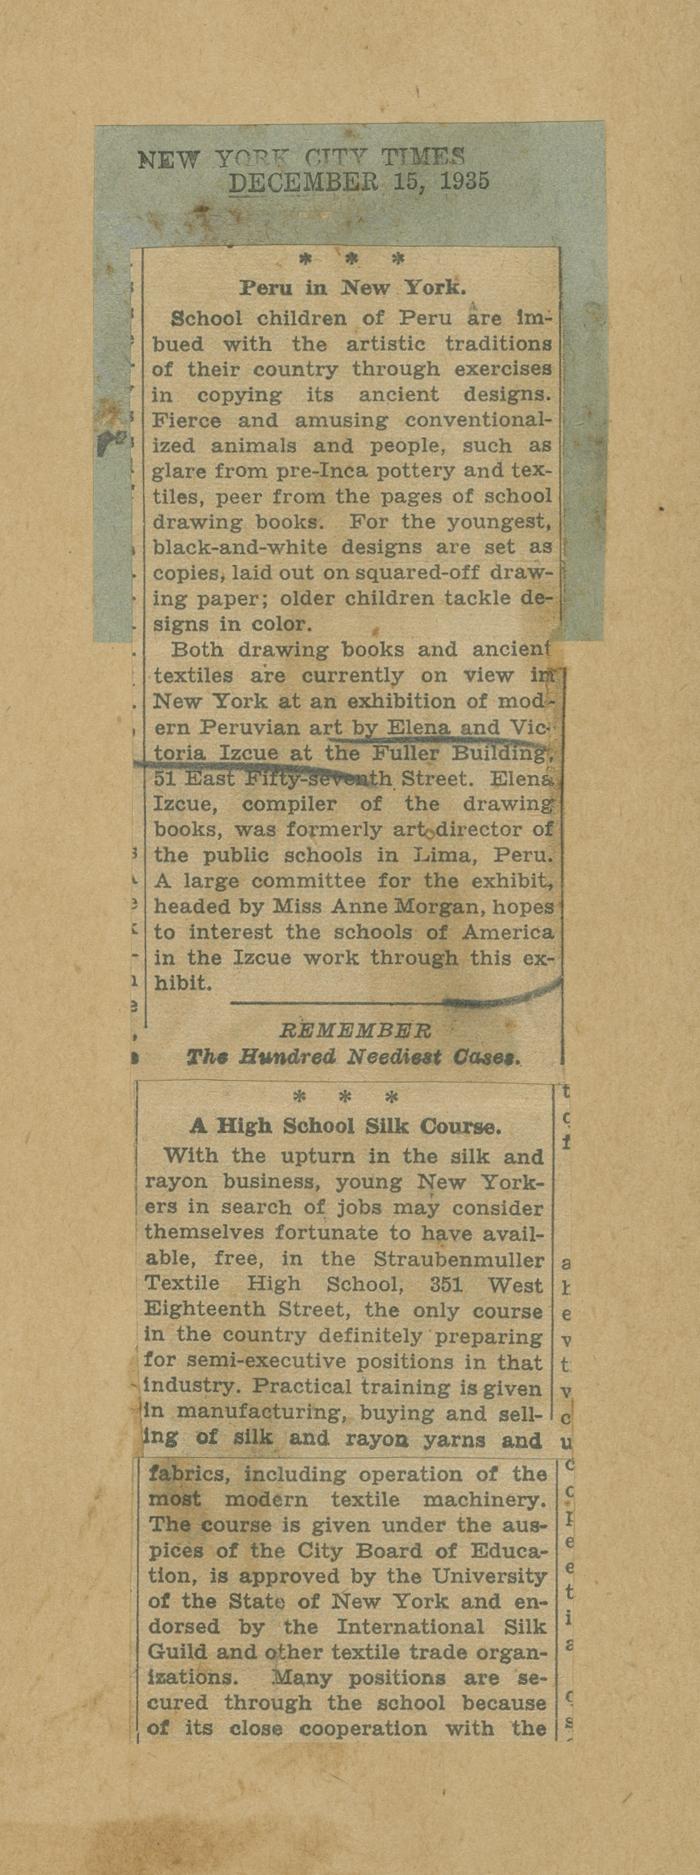 NEW YORK CITY TIMES
DECEMBER 15, 1935
* * *
Peru in New York.
School children of Peru are im-
bued with the artistic traditions
of their country through exercises
in copying its ancient designs.
Fierce and amusing conventional-
ized animals and people, such as
glare from pre-Inca pottery and tex-
tiles, peer from the pages of school
drawing books. For the youngest,
black-and-white designs are set as
copies, laid out on squared-off draw-
ing paper; older children tackle de-
signs in color.
Both drawing books and ancient
textiles are currently on view in
New York at an exhibition of mod-
ern Peruvian art by Elena and Vic-
toria Izcue at the Fuller Building,
51 East Fifty-seventh Street. Elena
Izcue, compiler of the drawing
books, was formerly art director of
the public schools in Lima, Peru.
A large committee for the exhibit,
headed by Miss Anne Morgan, hopes
to interest the schools of America
in the Izcue work through this ex-
hibit.
REMEMBER
The Hundred Neediest Cases.
* * *
A High School Silk Course.
With the upturn in the silk and
rayon business, young New York-
ers in search of jobs may consider
themselves fortunate to have avail-
able, free, in the Straubenmuller
Textile High School, 351 West
Eighteenth Street, the only course
in the country definitely preparing
for semi-executive positions in that
industry. Practical training is given
in manufacturing, buying and sell-
ing of silk and rayon yarns and
fabrics, including operation of the
most modern textile machinery.
The course is given under the aus-
pices of the City Board of Educa-
tion, is approved by the University
of the State of New York and en-
dorsed by the International Silk
Guild and other textile trade organ-
izations. Many positions are se-
cured through the school because
of its close cooperation with the